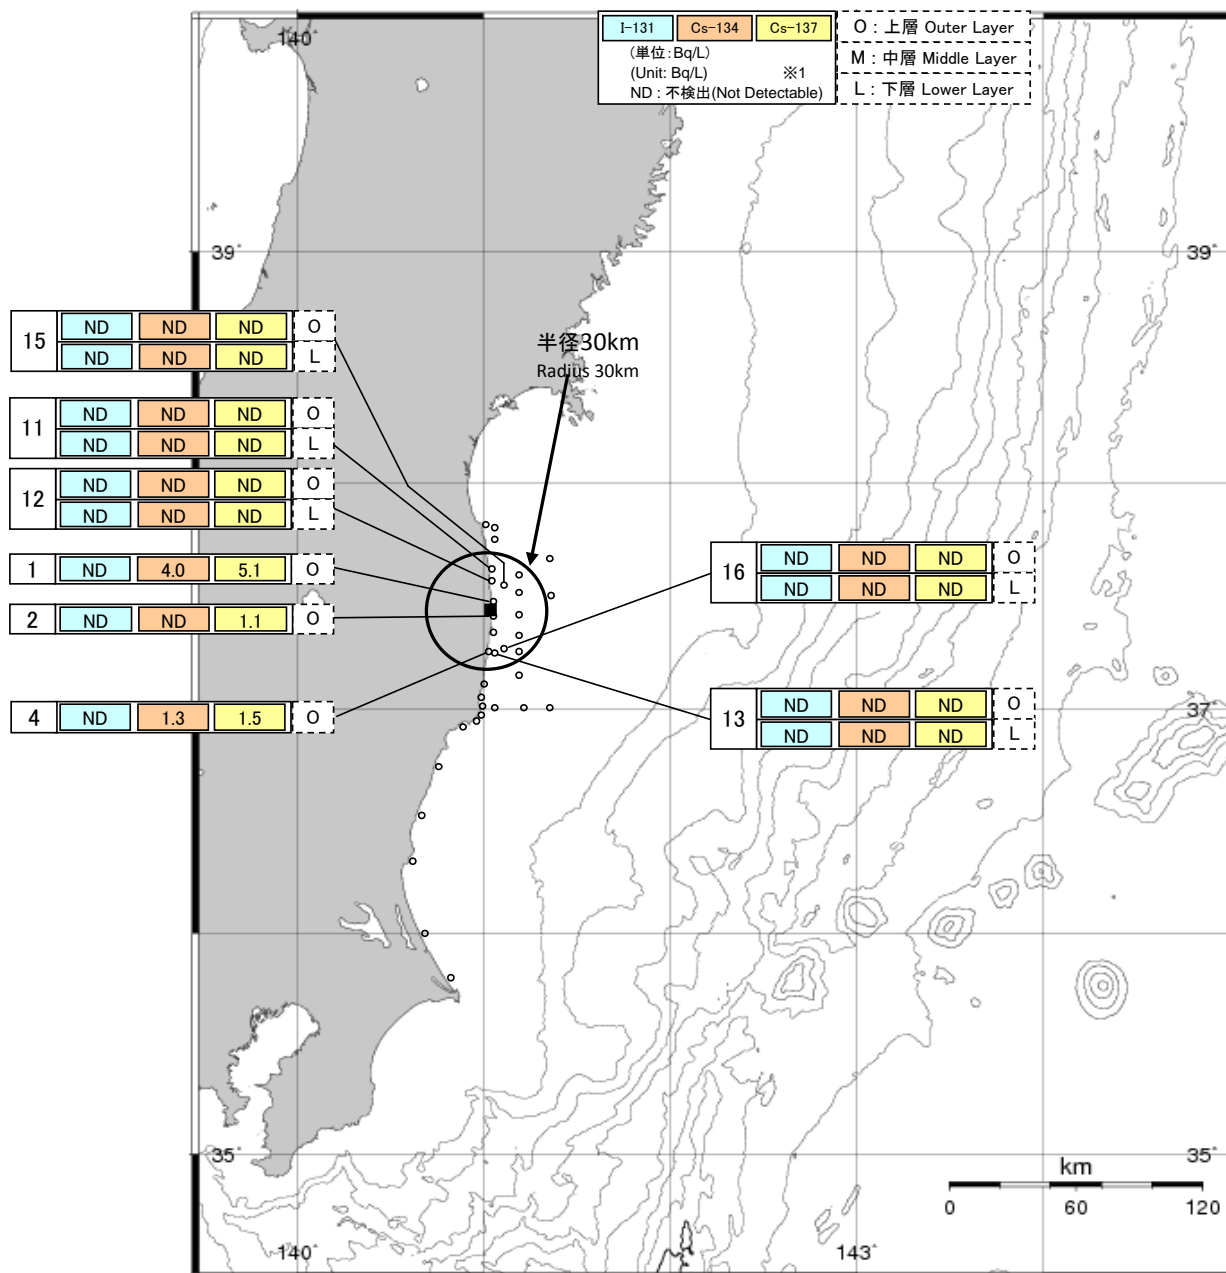 140°
I-131 Cs-134 Cs-137
(単位:Bq/L)
(Unit: Bq/L) ※1
ND : 不検出(Not Detectable)
O : 上層 Outer Layer
M : 中層 Middle Layer
L : 下層 Lower Layer
39° 39°
15 ND ND ND O
ND ND ND L
半径30km
Radius 30km
11 ND ND ND O
ND ND ND L
12 ND ND ND O
ND ND ND L
1 ND 4.0 5.1 O
2 ND ND 1.1 O
4 ND 1.3 1.5 O
16 ND ND ND O
ND ND ND L
13 ND ND ND O
ND ND ND L
37°
35° 35°
km
0 60 120
140° 143°